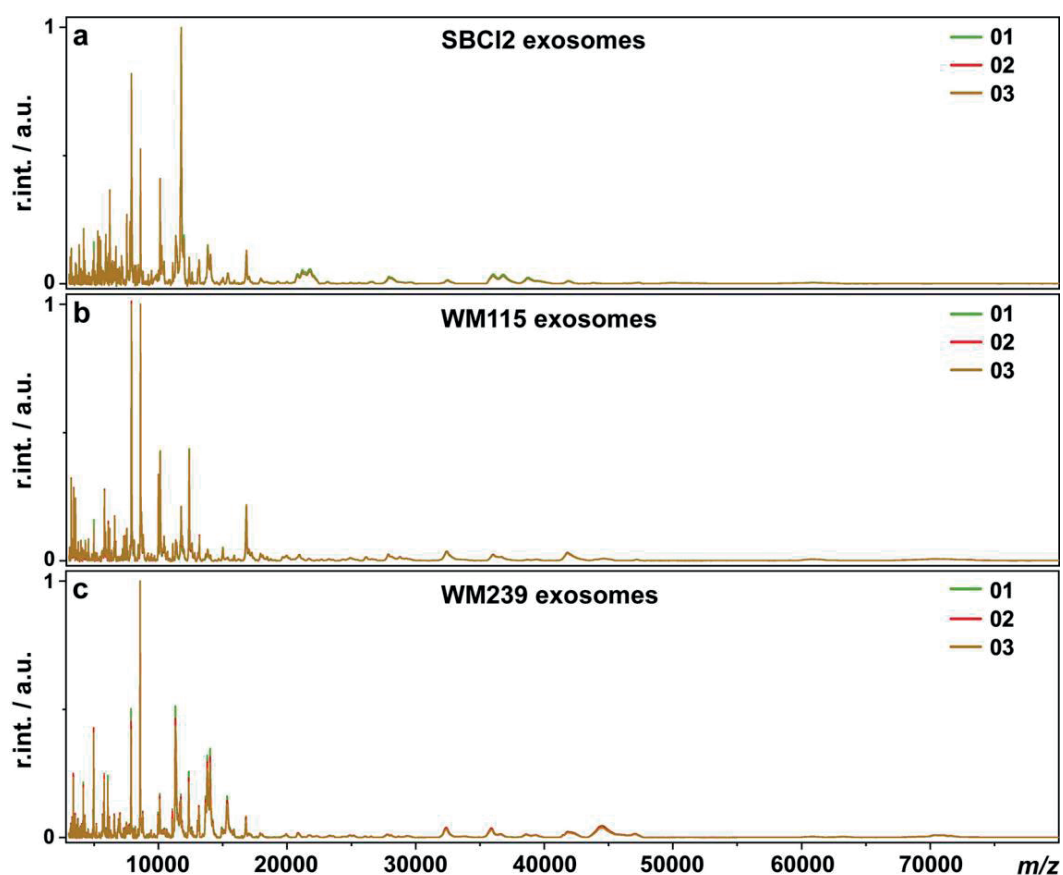 a
SBCl2 exosomes
01
02
03
1
0
r.int. / a.u.
b
WM115 exosomes
01
02
03
1
0
r.int. / a.u.
c
WM239 exosomes
01
02
03
1
0
r.int. / a.u.
10000 20000 30000 40000 50000 60000 70000 m/z